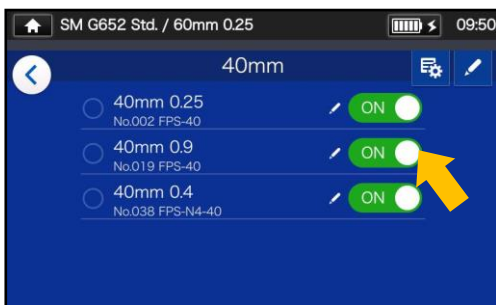 SM G652 Std. / 60mm 0.25 09:50
40mm
40mm 0.25 ON
No.002 FPS-40
40mm 0.9 ON
No.019 FPS-40
40mm 0.4 ON
No.038 FPS-N4-40